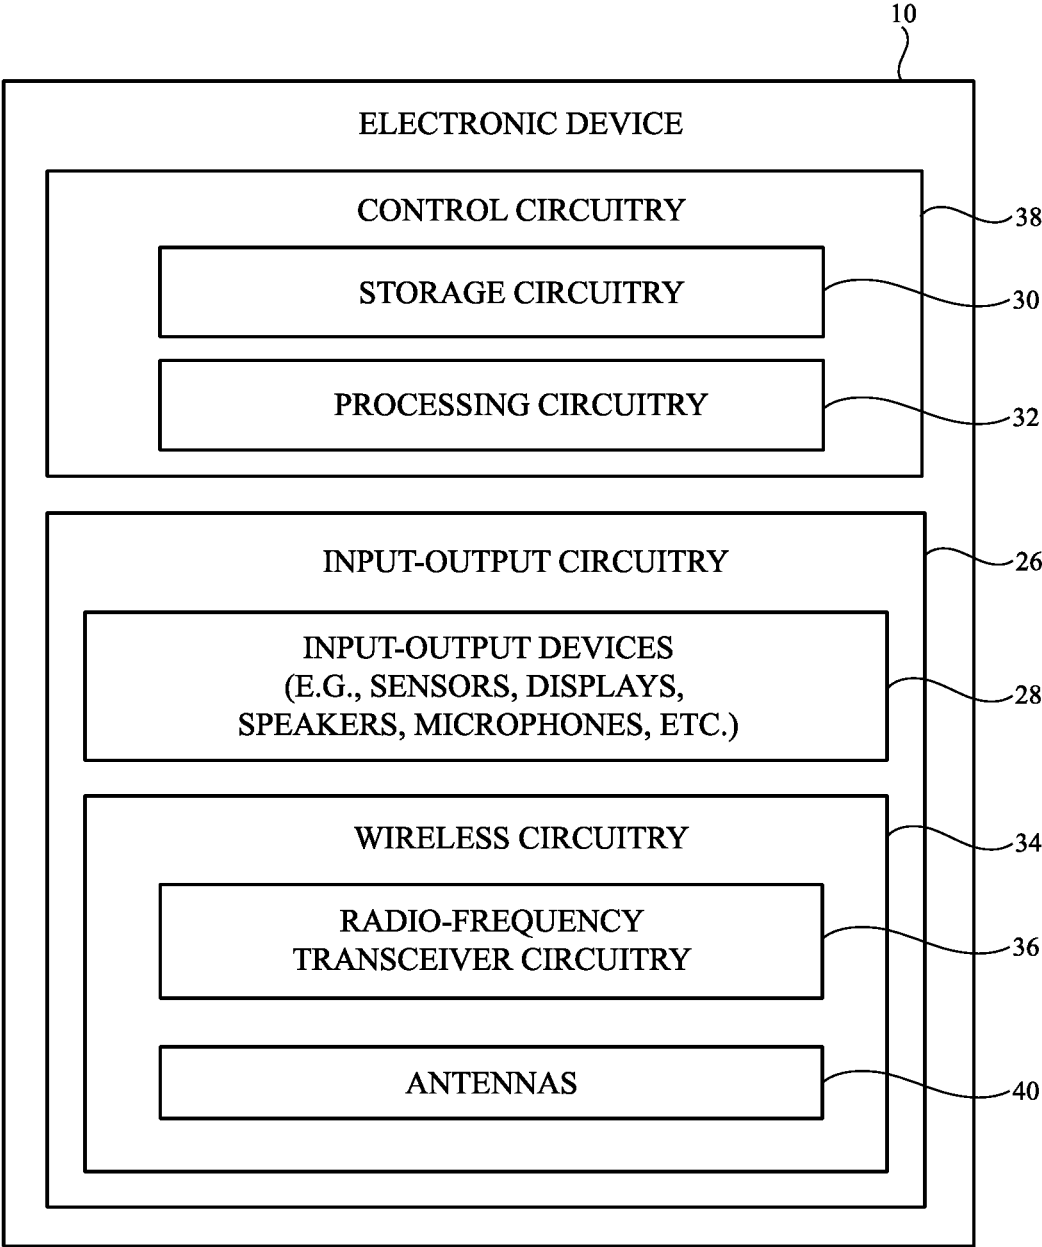 10
ELECTRONIC DEVICE
CONTROL CIRCUITRY
38
STORAGE CIRCUITRY
30
PROCESSING CIRCUITRY
32
INPUT-OUTPUT CIRCUITRY
26
INPUT-OUTPUT DEVICES
(E.G., SENSORS, DISPLAYS,
SPEAKERS, MICROPHONES, ETC.)
28
WIRELESS CIRCUITRY
34
RADIO-FREQUENCY
TRANSCEIVER CIRCUITRY
36
ANTENNAS
40